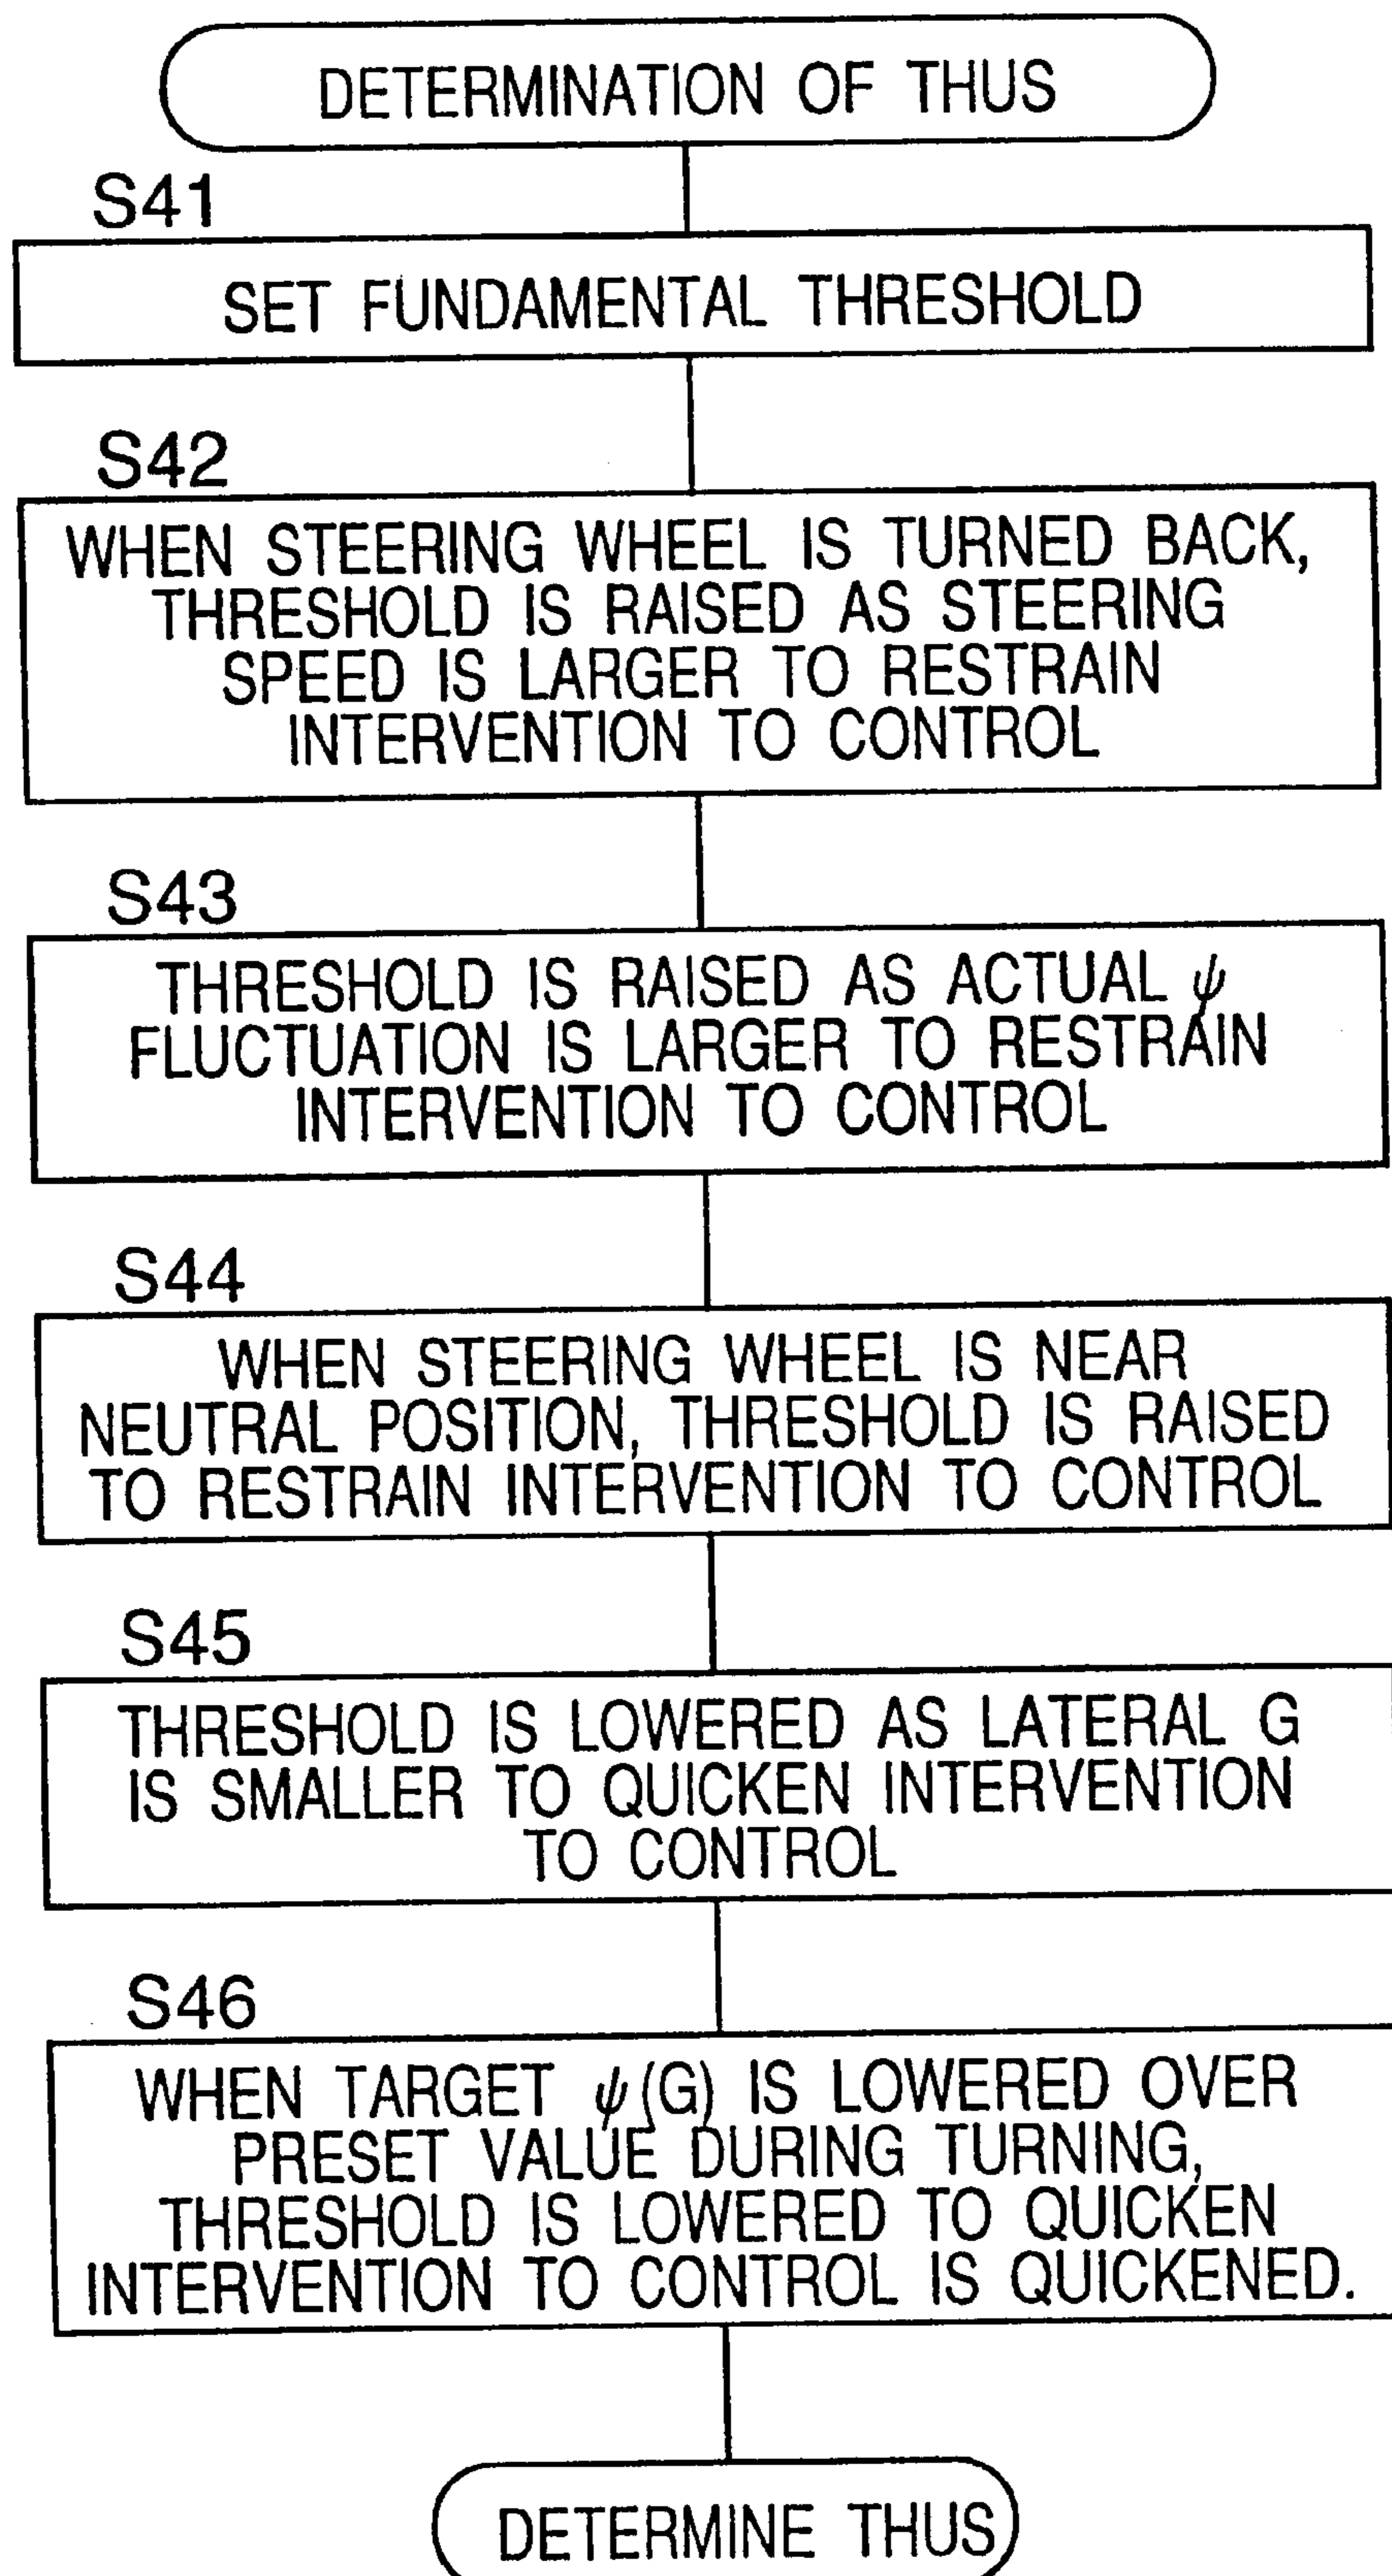 DETERMINATION OF THUS
S41
SET FUNDAMENTAL THRESHOLD
S42
WHEN STEERING WHEEL IS TURNED BACK,
THRESHOLD IS RAISED AS STEERING
SPEED IS LARGER TO RESTRAIN
INTERVENTION TO CONTROL
S43
THRESHOLD IS RAISED AS ACTUAL ψ
FLUCTUATION IS LARGER TO RESTRAIN
INTERVENTION TO CONTROL
S44
WHEN STEERING WHEEL IS NEAR
NEUTRAL POSITION, THRESHOLD IS RAISED
TO RESTRAIN INTERVENTION TO CONTROL
S45
THRESHOLD IS LOWERED AS LATERAL G
IS SMALLER TO QUICKEN INTERVENTION
TO CONTROL
S46
WHEN TARGET ψ(G) IS LOWERED OVER
PRESET VALUE DURING TURNING,
THRESHOLD IS LOWERED TO QUICKEN
INTERVENTION TO CONTROL IS QUICKENED.
DETERMINE THUS